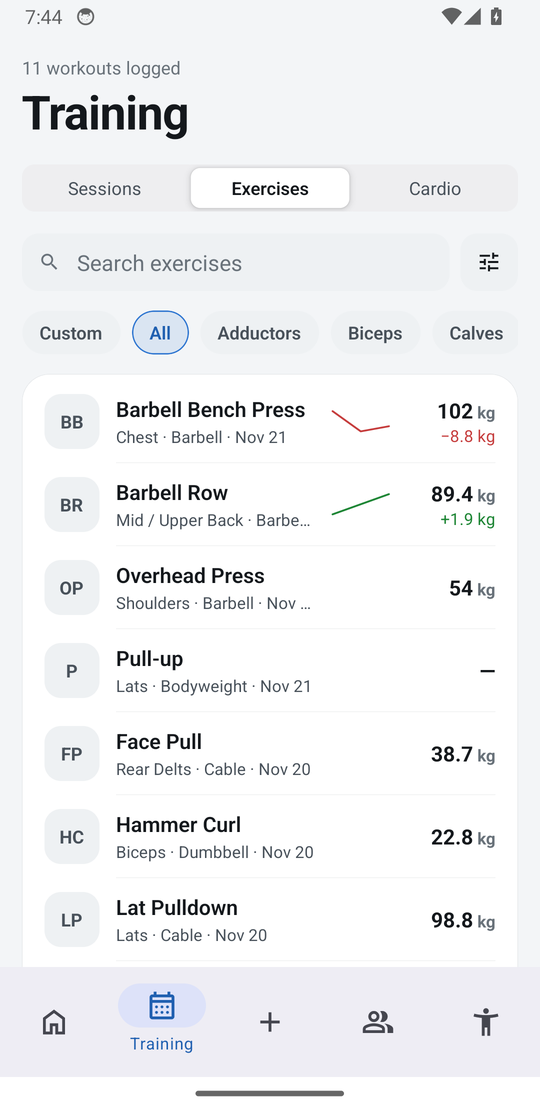 7:44
11 workouts logged
Training
Sessions Exercises Cardio
Search exercises
Custom All Adductors Biceps Calves
BB Barbell Bench Press 102 kg
Chest · Barbell · Nov 21 −8.8 kg
BR Barbell Row 89.4 kg
Mid / Upper Back · Barbe... +1.9 kg
OP Overhead Press 54 kg
Shoulders · Barbell · Nov ...
P Pull-up –
Lats · Bodyweight · Nov 21
FP Face Pull 38.7 kg
Rear Delts · Cable · Nov 20
HC Hammer Curl 22.8 kg
Biceps · Dumbbell · Nov 20
LP Lat Pulldown 98.8 kg
Lats · Cable · Nov 20
Training